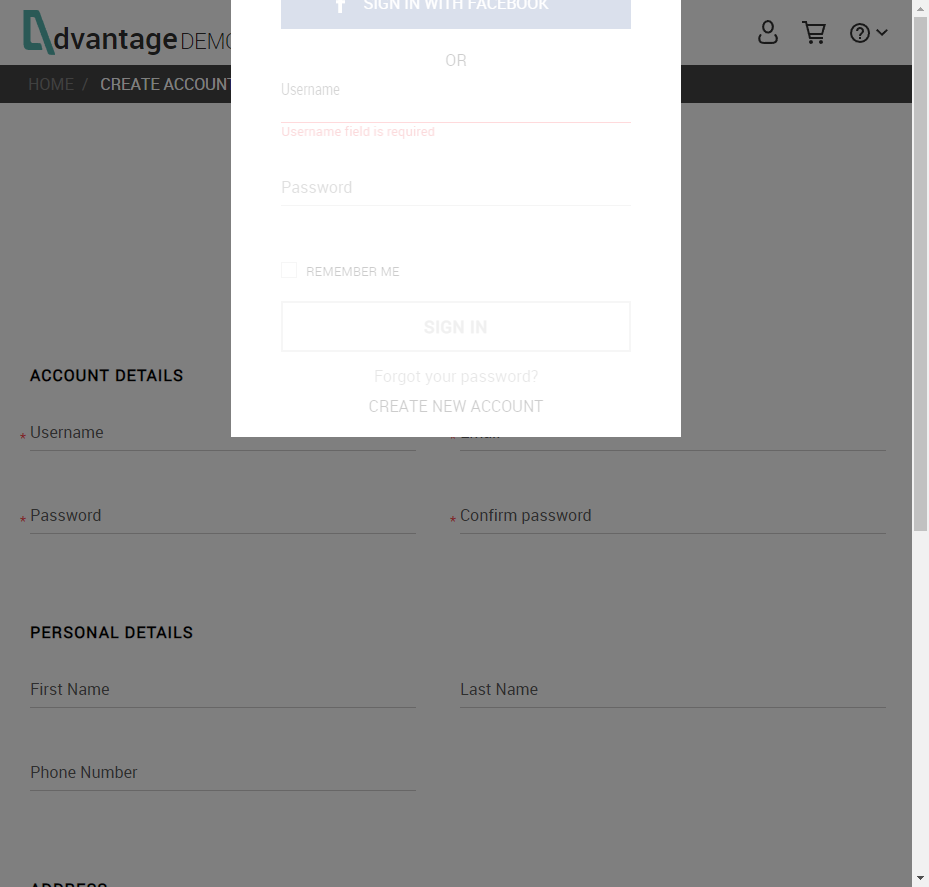 SIGN IN WITH FACEBOOK
dvantage DEMO
OR
HOME / CREATE ACCOUNT
Username
Username field is required
Password
REMEMBER ME
SIGN IN
Forgot your password?
CREATE NEW ACCOUNT
ACCOUNT DETAILS
* Username
* Email
* Password
* Confirm password
PERSONAL DETAILS
First Name
Last Name
Phone Number
ADDRESS